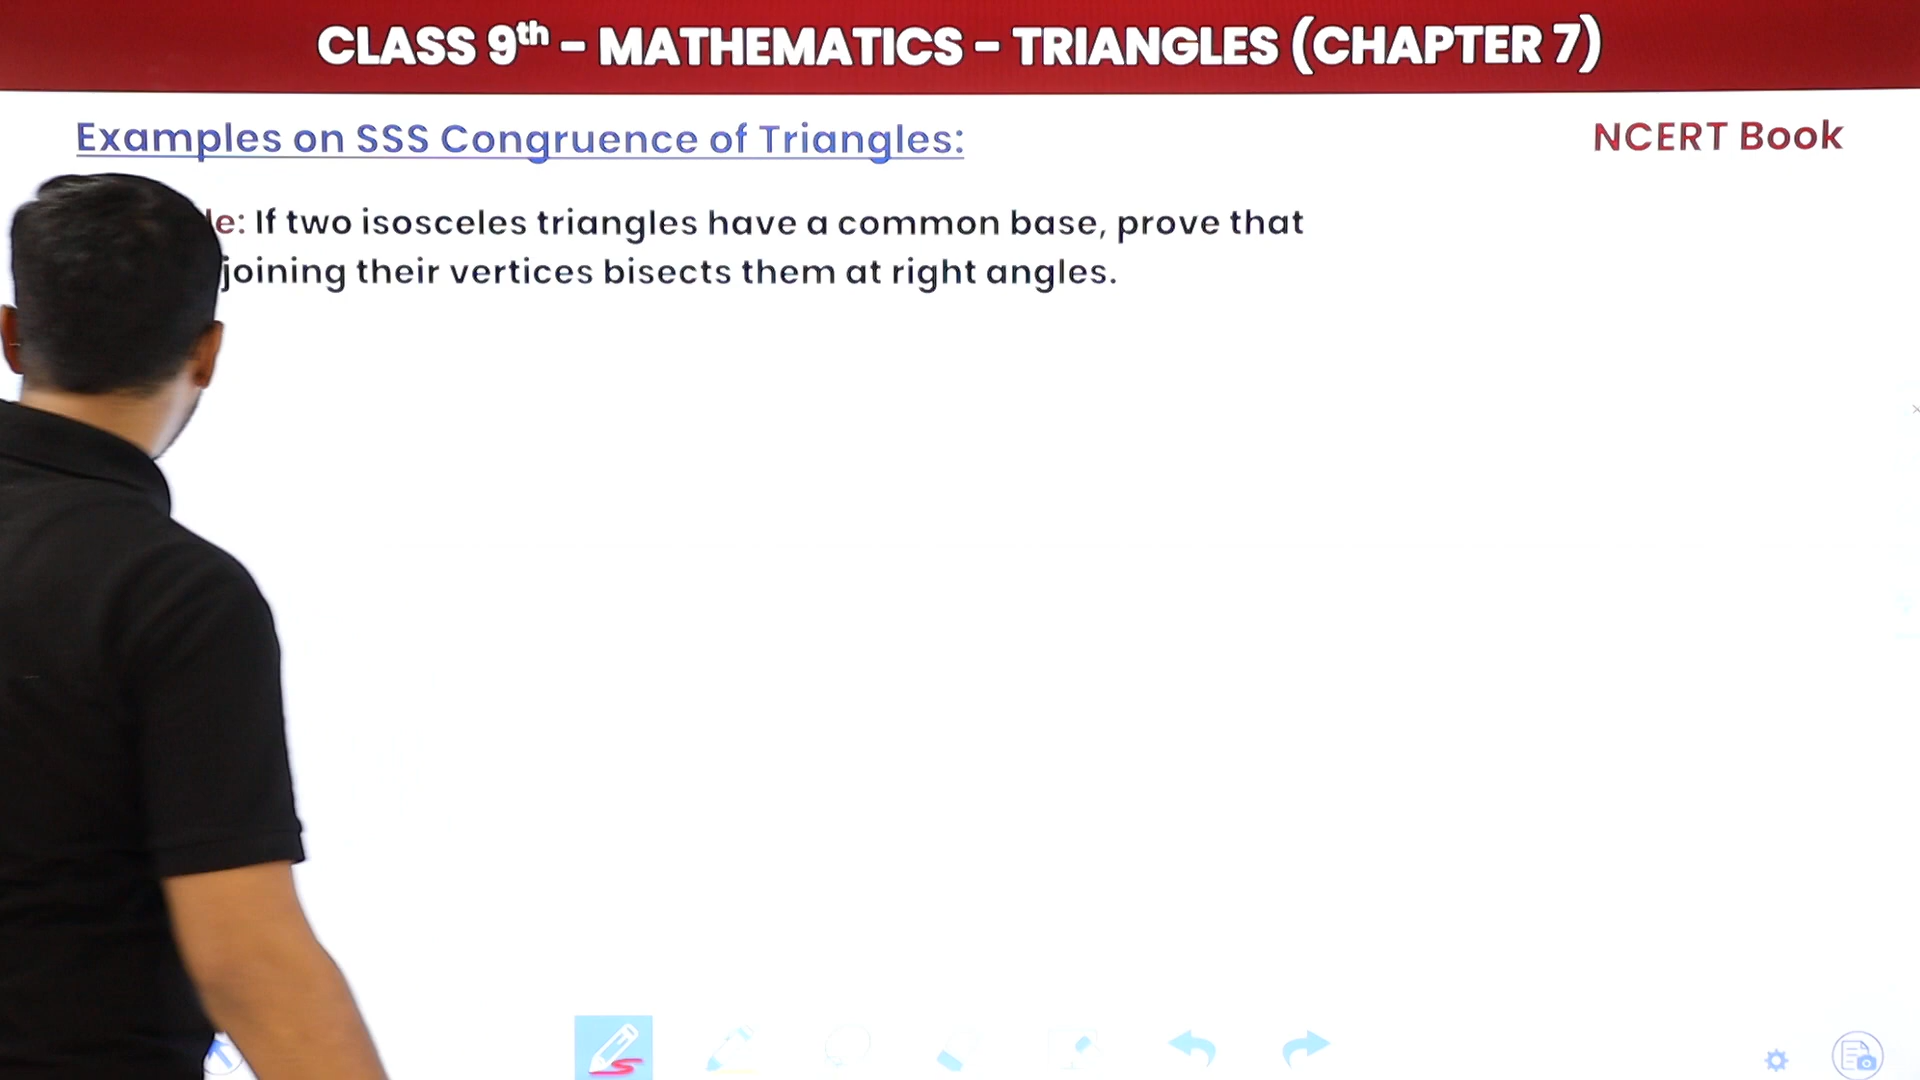 CLASS 9th – MATHEMATICS – TRIANGLES (CHAPTER 7)
Examples on SSS Congruence of Triangles:
NCERT Book
If two isosceles triangles have a common base, prove that
joining their vertices bisects them at right angles.